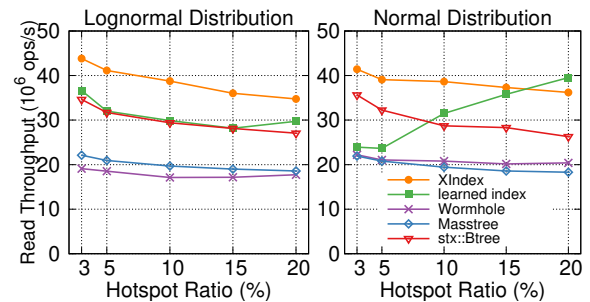 Lognormal Distribution
Normal Distribution
Read Throughput (10^6 ops/s)
50
40
30
20
10
0
3 5 10 15 20
Hotspot Ratio (%)
50
40
30
20
10
0
XIndex
learned index
Wormhole
Masstree
stx::Btree
3 5 10 15 20
Hotspot Ratio (%)